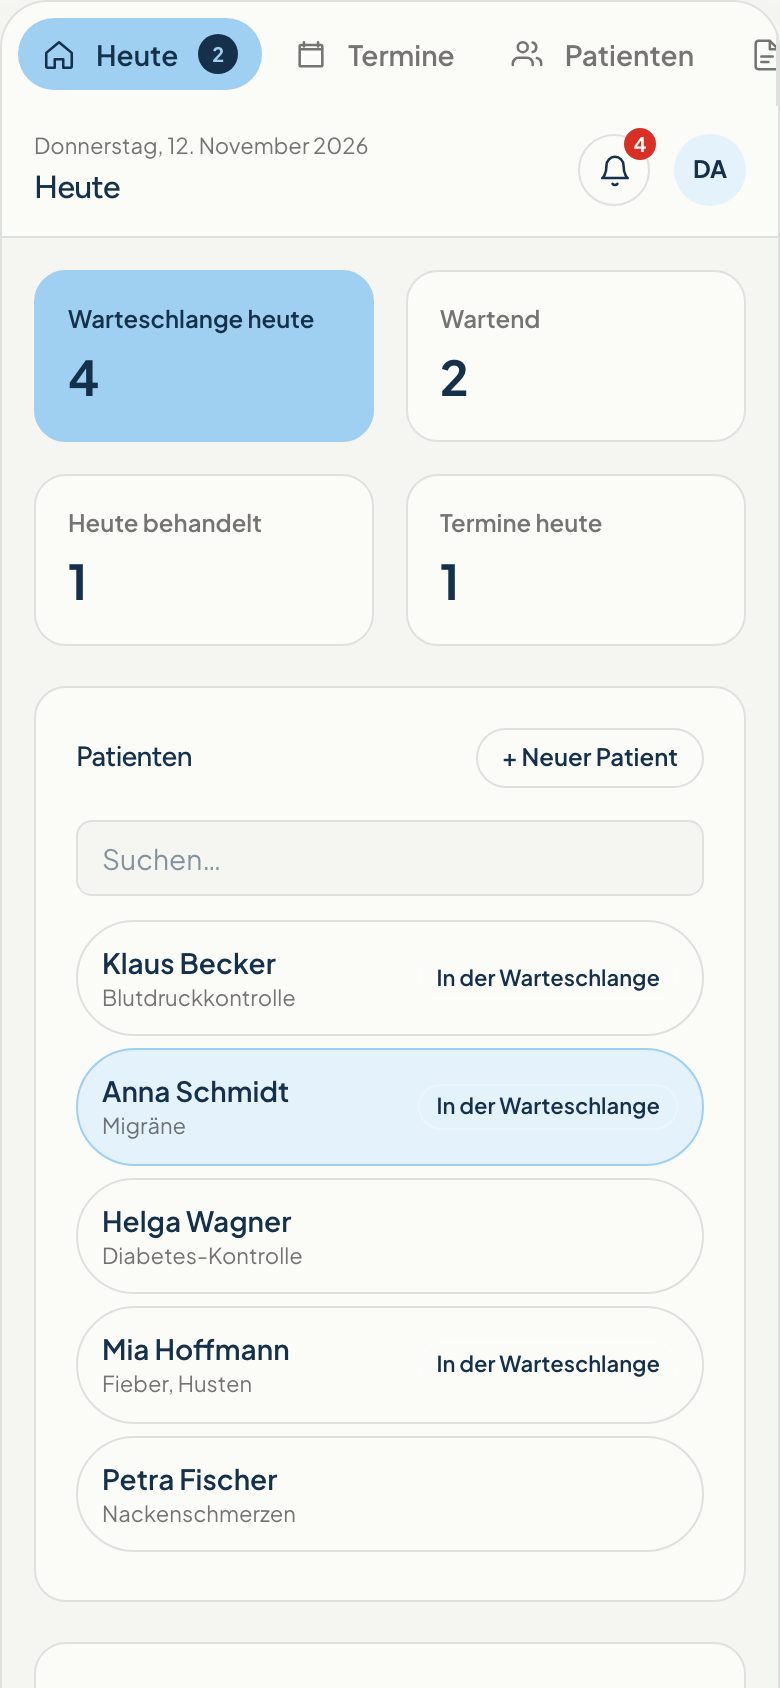 Heute 2 Termine Patienten
Donnerstag, 12. November 2026
Heute
4
DA
Warteschlange heute
4
Wartend
2
Heute behandelt
1
Termine heute
1
Patienten
+ Neuer Patient
Suchen...
Klaus Becker
Blutdruckkontrolle
In der Warteschlange
Anna Schmidt
Migräne
In der Warteschlange
Helga Wagner
Diabetes-Kontrolle
Mia Hoffmann
Fieber, Husten
In der Warteschlange
Petra Fischer
Nackenschmerzen